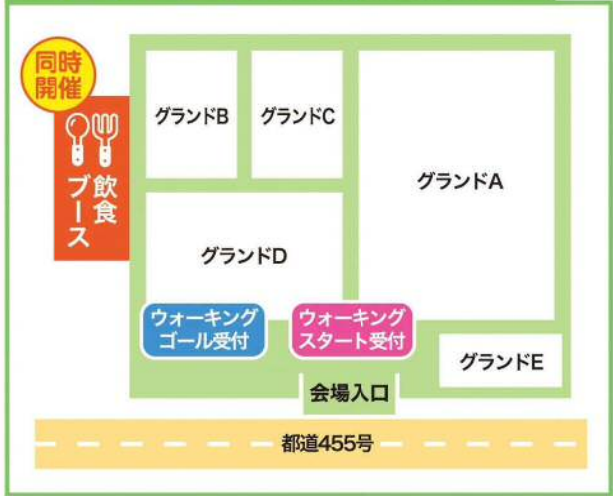 同時
開催
飲食
ブース
グランドB
グランドC
グランドA
グランドD
ウォーキング
ゴール受付
ウォーキング
スタート受付
グランドE
会場入口
都道455号